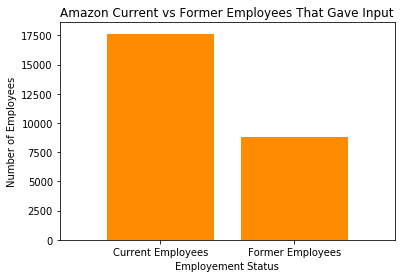 Amazon Current vs Former Employees That Gave Input
Number of Employees
17500
15000
12500
10000
7500
5000
2500
0
Current Employees
Former Employees
Employement Status